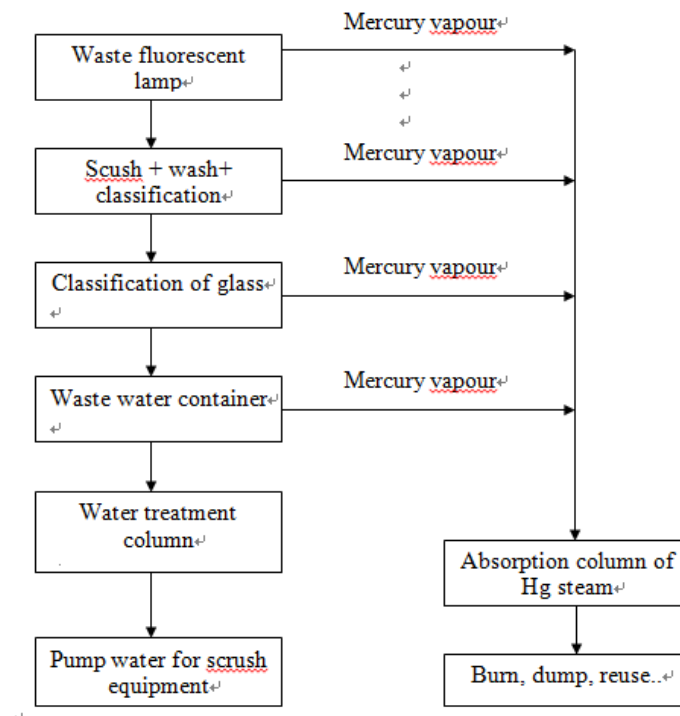 Mercury vapour
Waste fluorescent
lamp
Mercury vapour
Scush + wash+
classification
Mercury vapour
Classification of glass
Mercury vapour
Waste water container
Water treatment
column
Absorption column of
Hg steam
Pump water for scrush
equipment
Burn, dump, reuse..